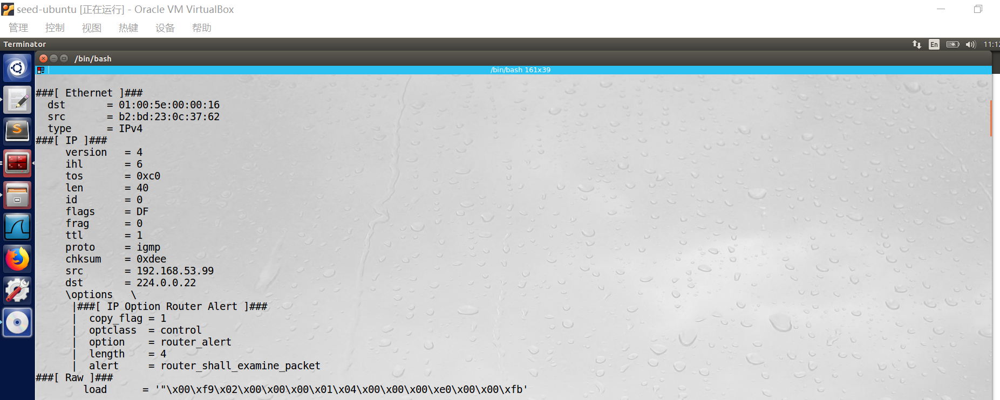 seed-ubuntu [正在运行] - Oracle VM VirtualBox
管理 控制 视图 热键 设备 帮助
Terminator En
/bin/bash
/bin/bash 161x39
###[ Ethernet ]###
  dst       = 01:00:5e:00:00:16
  src       = b2:bd:23:0c:37:62
  type      = IPv4
###[ IP ]###
     version   = 4
     ihl       = 6
     tos       = 0xc0
     len       = 40
     id        = 0
     flags     = DF
     frag      = 0
     ttl       = 1
     proto     = igmp
     chksum    = 0xdee
     src       = 192.168.53.99
     dst       = 224.0.0.22
     \options   \
      |###[ IP Option Router Alert ]###
      |  copy_flag = 1
      |  optclass  = control
      |  option    = router_alert
      |  length    = 4
      |  alert     = router_shall_examine_packet
###[ Raw ]###
        load      = '"\x00\xf9\x02\x00\x00\x00\x01\x04\x00\x00\x00\xe0\x00\x00\xfb'